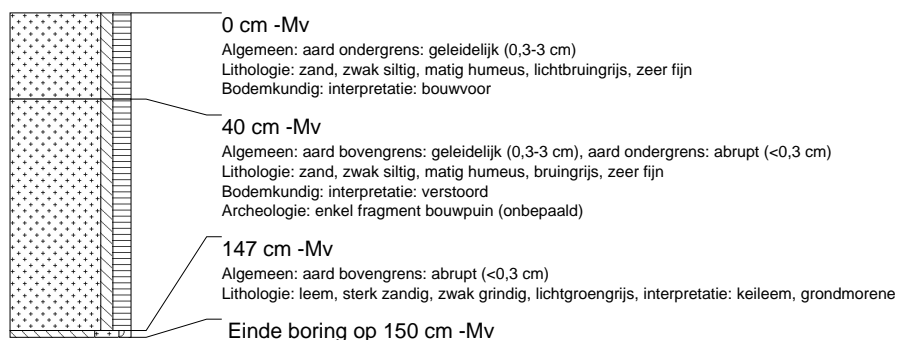 0 cm -Mv
Algemeen: aard ondergrens: geleidelijk (0,3-3 cm)
Lithologie: zand, zwak siltig, matig humeus, lichtbruingrijs, zeer fijn
Bodemkundig: interpretatie: bouwvoor
40 cm -Mv
Algemeen: aard bovengrens: geleidelijk (0,3-3 cm), aard ondergrens: abrupt (<0,3 cm)
Lithologie: zand, zwak siltig, matig humeus, bruingrijs, zeer fijn
Bodemkundig: interpretatie: verstoord
Archeologie: enkel fragment bouwpuin (onbepaald)
147 cm -Mv
Algemeen: aard bovengrens: abrupt (<0,3 cm)
Lithologie: leem, sterk zandig, zwak grindig, lichtgroengrijs, interpretatie: keileem, grondmorene
Einde boring op 150 cm -Mv